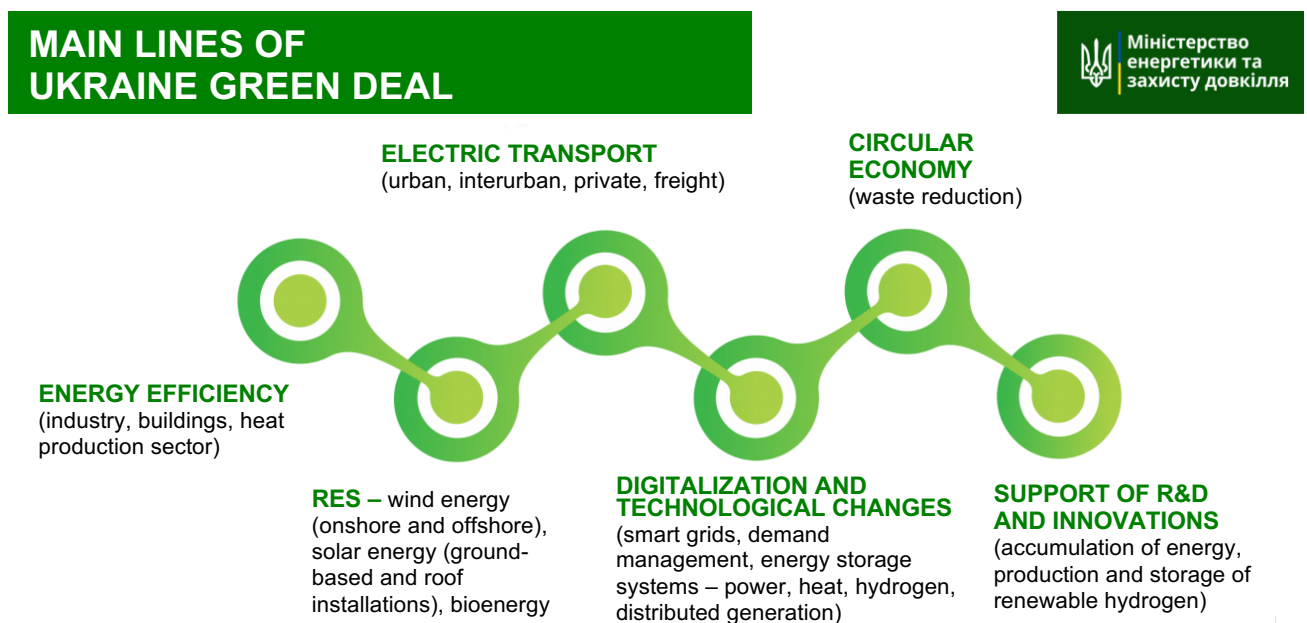 MAIN LINES OF
UKRAINE GREEN DEAL
Міністерство
енергетики та
захисту довкілля
ELECTRIC TRANSPORT
(urban, interurban, private, freight)
CIRCULAR
ECONOMY
(waste reduction)
ENERGY EFFICIENCY
(industry, buildings, heat
production sector)
RES – wind energy
(onshore and offshore),
solar energy (ground-
based and roof
installations), bioenergy
DIGITALIZATION AND
TECHNOLOGICAL CHANGES
(smart grids, demand
management, energy storage
systems – power, heat, hydrogen,
distributed generation)
SUPPORT OF R&D
AND INNOVATIONS
(accumulation of energy,
production and storage of
renewable hydrogen)